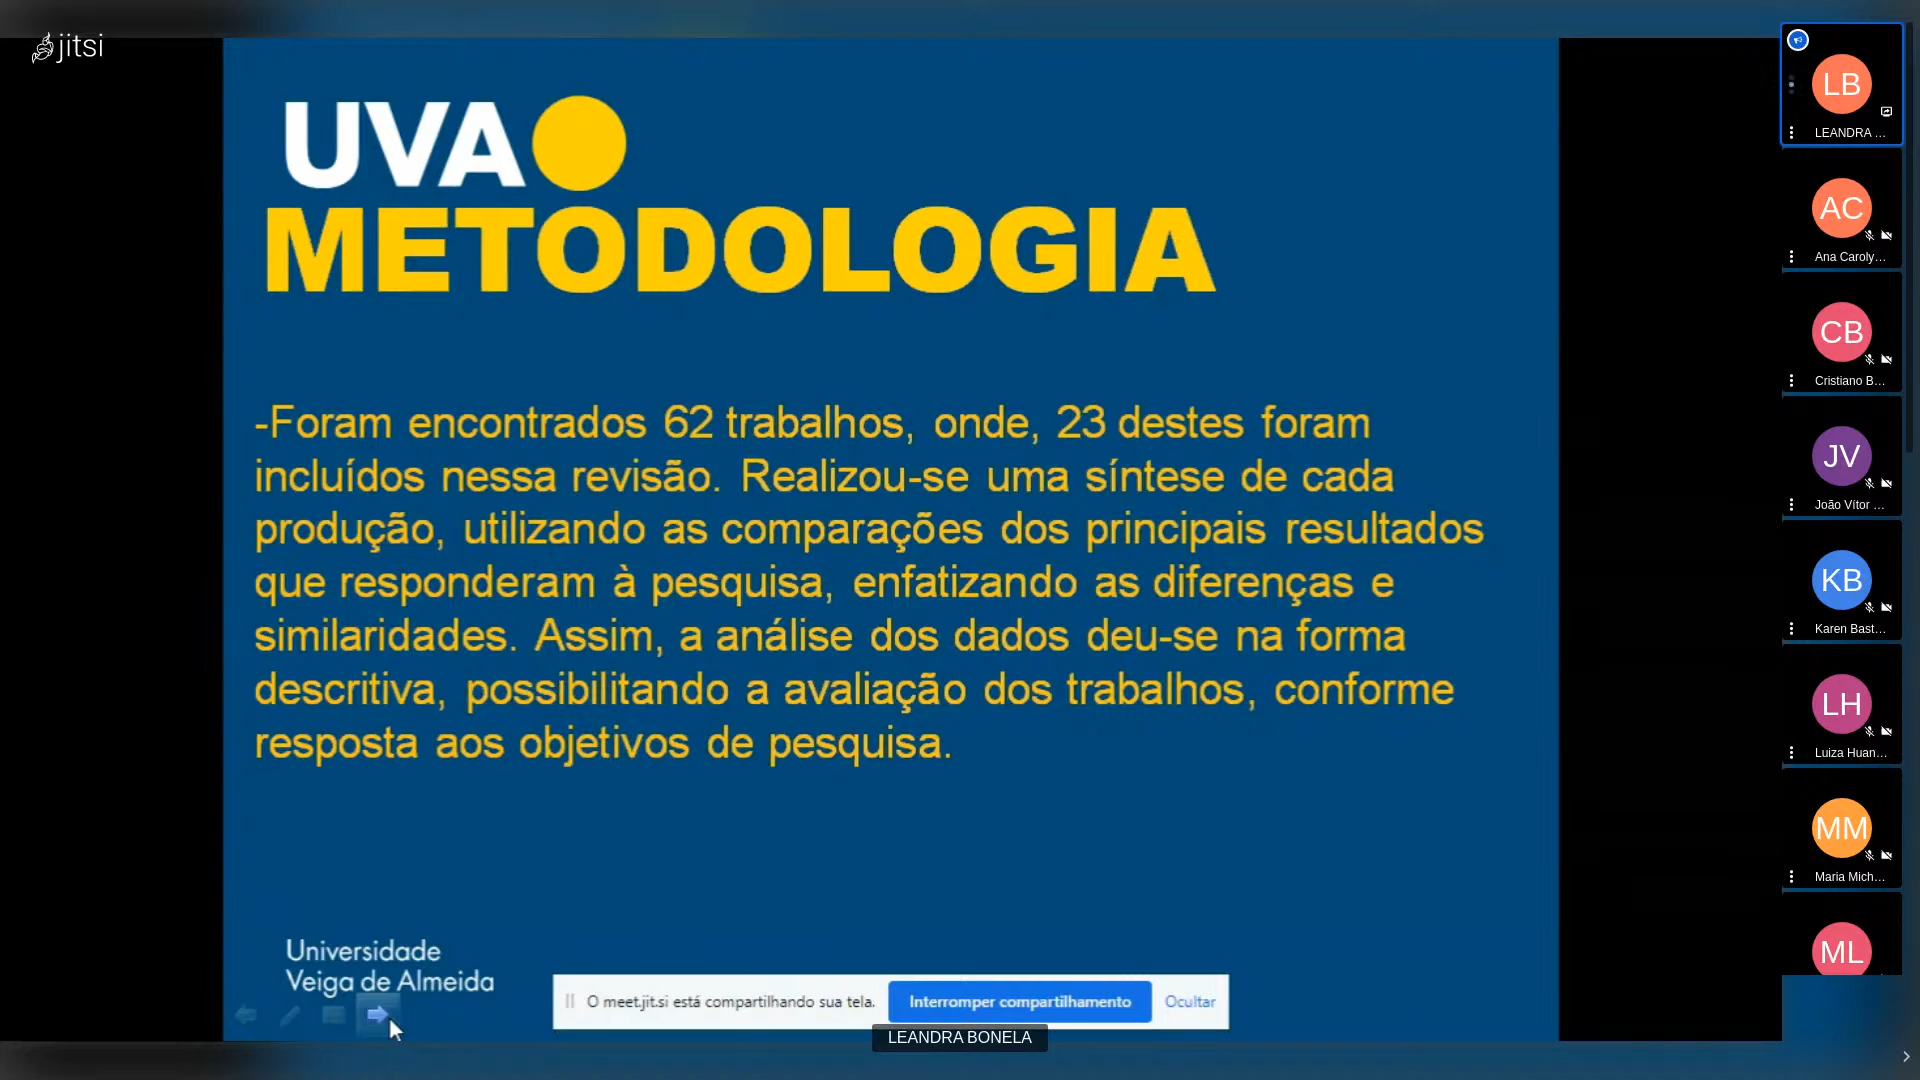 jitsi
UVA
METODOLOGIA
-Foram encontrados 62 trabalhos, onde, 23 destes foram
incluídos nessa revisão. Realizou-se uma síntese de cada
produção, utilizando as comparações dos principais resultados
que responderam à pesquisa, enfatizando as diferenças e
similaridades. Assim, a análise dos dados deu-se na forma
descritiva, possibilitando a avaliação dos trabalhos, conforme
resposta aos objetivos de pesquisa.
Universidade
Veiga de Almeida
O meet.jit.si está compartilhando sua tela.
Interromper compartilhamento
Ocultar
LEANDRA BONELA
LB
LEANDRA ...
AC
Ana Caroly...
CB
Cristiano B...
JV
João Vítor ...
KB
Karen Bast...
LH
Luiza Huan...
MM
Maria Mich...
ML